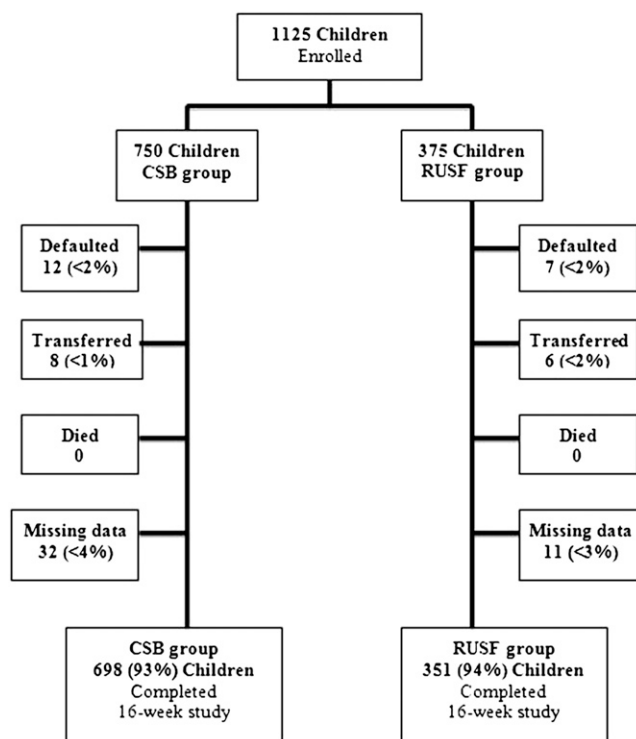 1125 Children
Enrolled
750 Children
CSB group
375 Children
RUSF group
Defaulted
12 (<2%)
Defaulted
7 (<2%)
Transferred
8 (<1%)
Transferred
6 (<2%)
Died
0
Died
0
Missing data
32 (<4%)
Missing data
11 (<3%)
CSB group
698 (93%) Children
Completed
16-week study
RUSF group
351 (94%) Children
Completed
16-week study